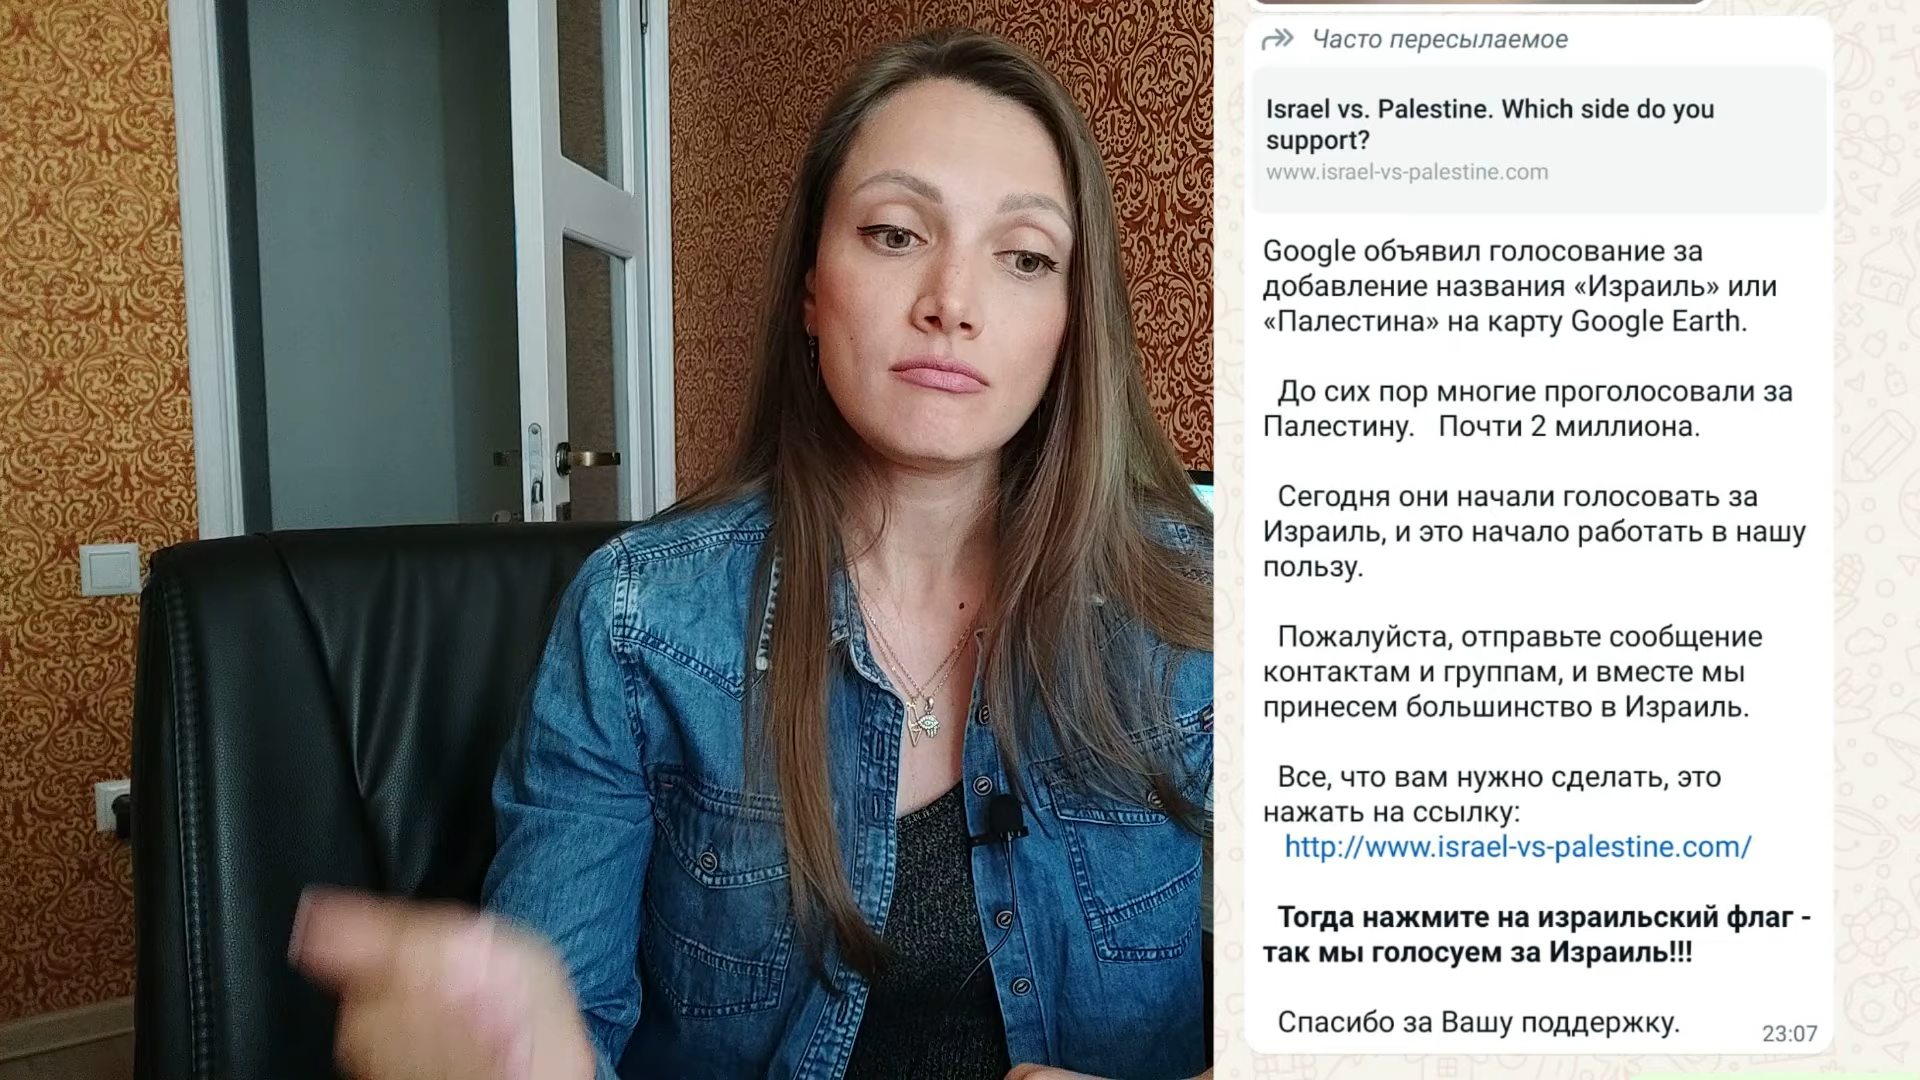 Часто пересылаемое
Israel vs. Palestine. Which side do you
support?
www.israel-vs-palestine.com
Google объявил голосование за
добавление названия «Израиль» или
«Палестина» на карту Google Earth.
До сих пор многие проголосовали за
Палестину. Почти 2 миллиона.
Сегодня они начали голосовать за
Израиль, и это начало работать в нашу
пользу.
Пожалуйста, отправьте сообщение
контактам и группам, и вместе мы
принесем большинство в Израиль.
Все, что вам нужно сделать, это
нажать на ссылку:
http://www.israel-vs-palestine.com/
Тогда нажмите на израильский флаг -
так мы голосуем за Израиль!!!
Спасибо за Вашу поддержку.
23:07